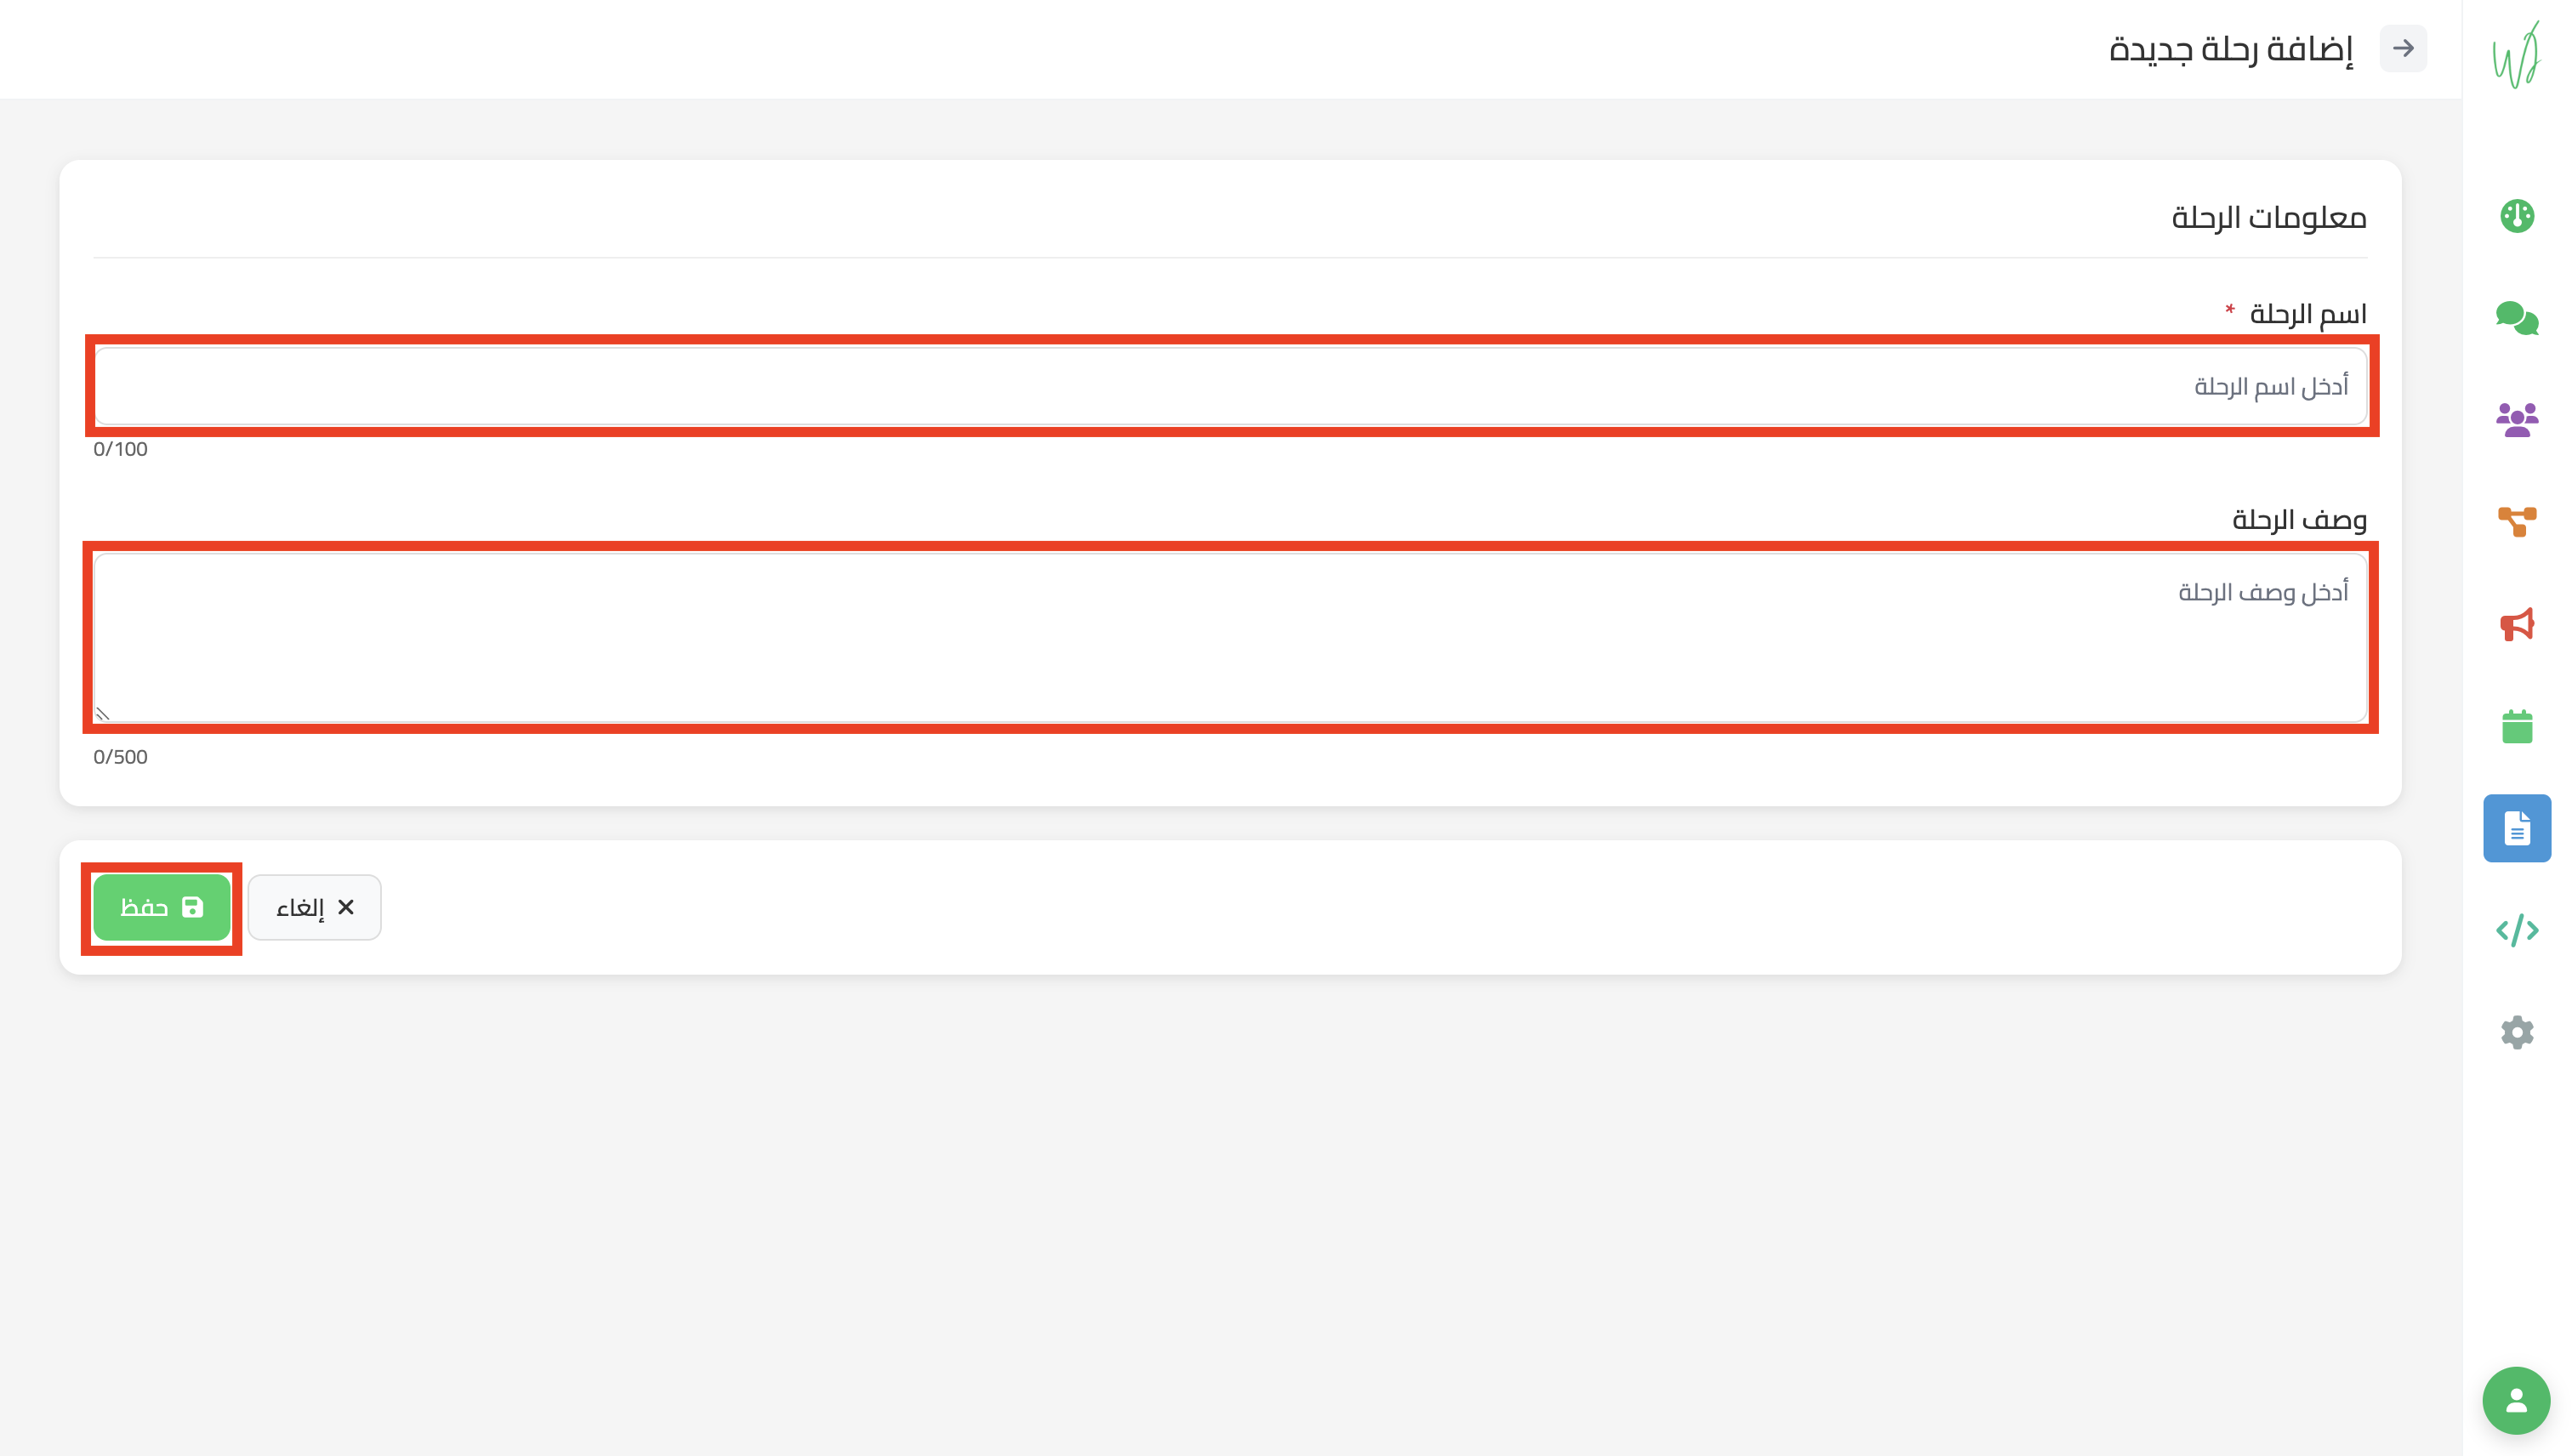 إضافة رحلة جديدة
معلومات الرحلة
اسم الرحلة *
أدخل اسم الرحلة
0/100
وصف الرحلة
أدخل وصف الرحلة
0/500
إلغاء
حفظ